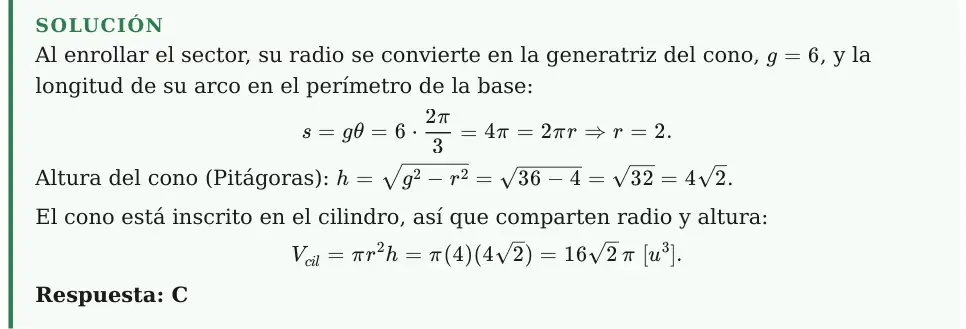 SOLUCIÓN
Al enrollar el sector, su radio se convierte en la generatriz del cono, g = 6, y la
longitud de su arco en el perímetro de la base:
s = gθ = 6 · 2π/3 = 4π = 2πr ⇒ r = 2.
Altura del cono (Pitágoras): h = √(g² − r²) = √(36 − 4) = √32 = 4√2.
El cono está inscrito en el cilindro, así que comparten radio y altura:
V_cil = πr²h = π(4)(4√2) = 16√2 π [u³].
Respuesta: C